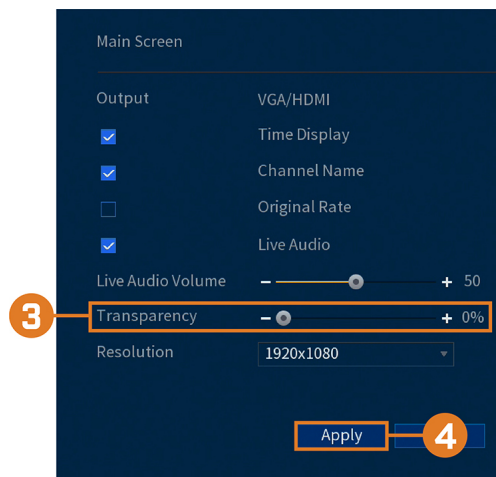 Main Screen
Output VGA/HDMI
Time Display
Channel Name
Original Rate
Live Audio
Live Audio Volume - + 50
3 Transparency - + 0%
Resolution 1920x1080
Apply 4